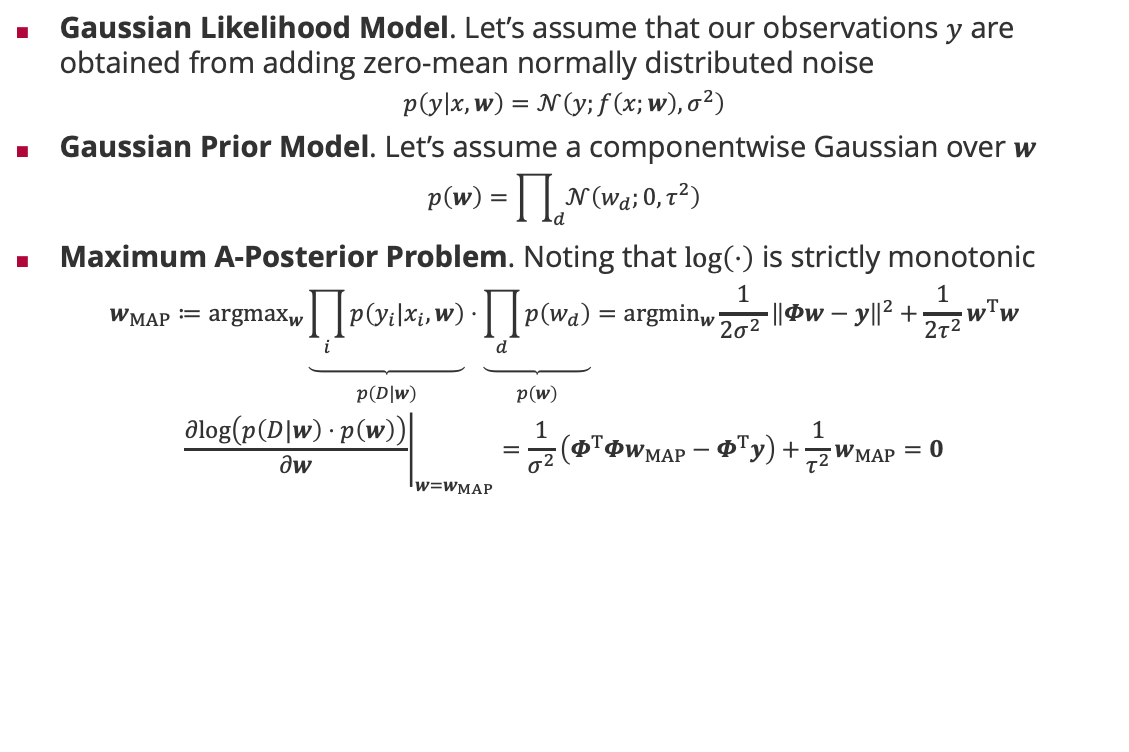 ▪ Gaussian Likelihood Model. Let's assume that our observations y are
obtained from adding zero-mean normally distributed noise
p(y|x, w) = 𝒩(y; f(x; w), σ²)
▪ Gaussian Prior Model. Let's assume a componentwise Gaussian over w
p(w) = ∏_d 𝒩(w_d; 0, τ²)
▪ Maximum A-Posterior Problem. Noting that log(·) is strictly monotonic
w_MAP ≔ argmax_w ∏_i p(y_i|x_i, w) · ∏_d p(w_d) = argmin_w 1/(2σ²) ‖Φw − y‖² + 1/(2τ²) wᵀw
p(D|w) p(w)
∂log(p(D|w) · p(w))/∂w |_w=w_MAP = 1/σ² (ΦᵀΦw_MAP − Φᵀy) + 1/τ² w_MAP = 0